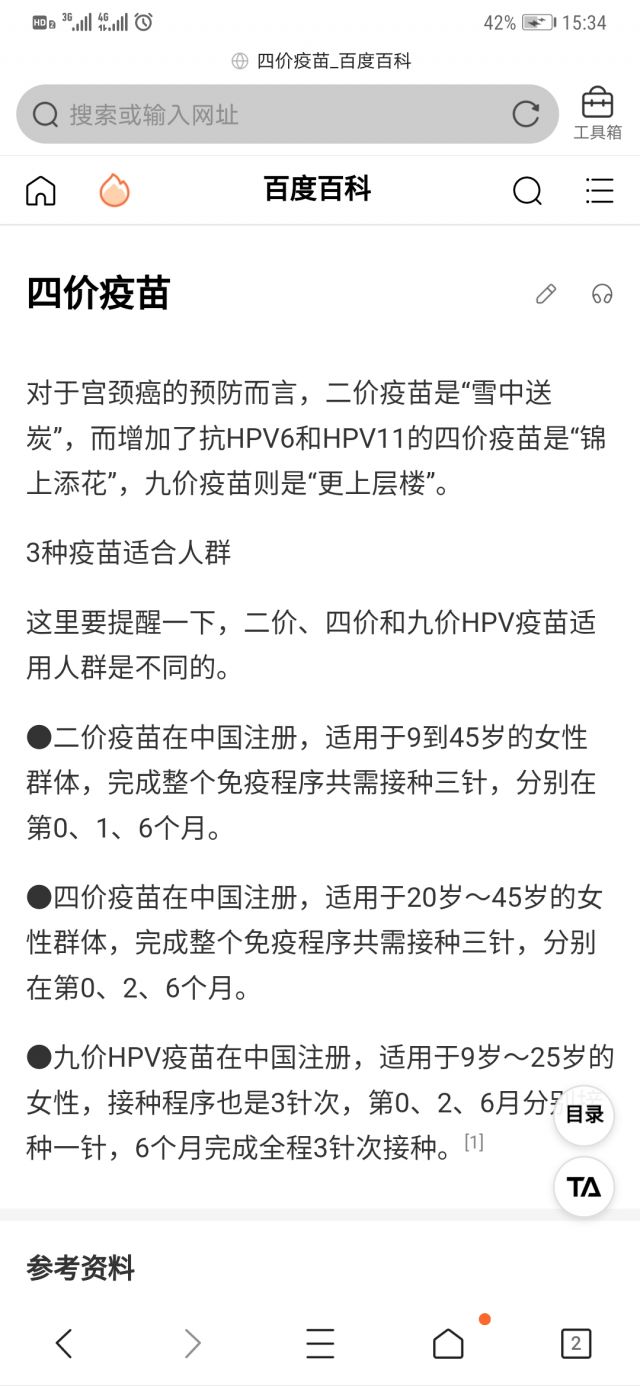 HD 2 3G 4G 42% 15:34
四价疫苗_百度百科
搜索或输入网址
工具箱
百度百科
四价疫苗
对于宫颈癌的预防而言，二价疫苗是“雪中送
炭”，而增加了抗HPV6和HPV11的四价疫苗是“锦
上添花”，九价疫苗则是“更上层楼”。
3种疫苗适合人群
这里要提醒一下，二价、四价和九价HPV疫苗适
用人群是不同的。
●二价疫苗在中国注册，适用于9到45岁的女性
群体，完成整个免疫程序共需接种三针，分别在
第0、1、6个月。
●四价疫苗在中国注册，适用于20岁～45岁的女
性群体，完成整个免疫程序共需接种三针，分别
在第0、2、6个月。
●九价HPV疫苗在中国注册，适用于9岁～25岁的
女性，接种程序也是3针次，第0、2、6月分别接
种一针，6个月完成全程3针次接种。[1]
目录
TA
参考资料
2